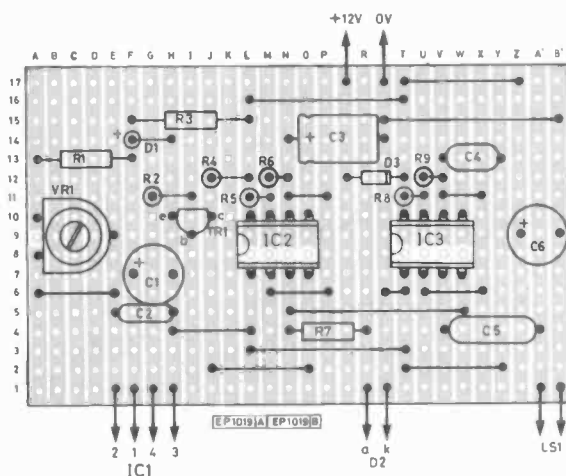 +12V 0V
A B C D E F G H I J K L M N O P R T U V W X Y Z A' B'
17
16
R3
15
+ D1
14
+ C3
R1
13
C4
R4 R6 D3 R9
12
R2
11
R5 R8
VR1
10
e c
TR1
b
9
IC2 IC3
+ C6
8
+ C1
7
6
C2
5
R7 C5
4
3
2
1
EP1019A EP1019B
2 1 4 3
IC1
a k
D2
LS1